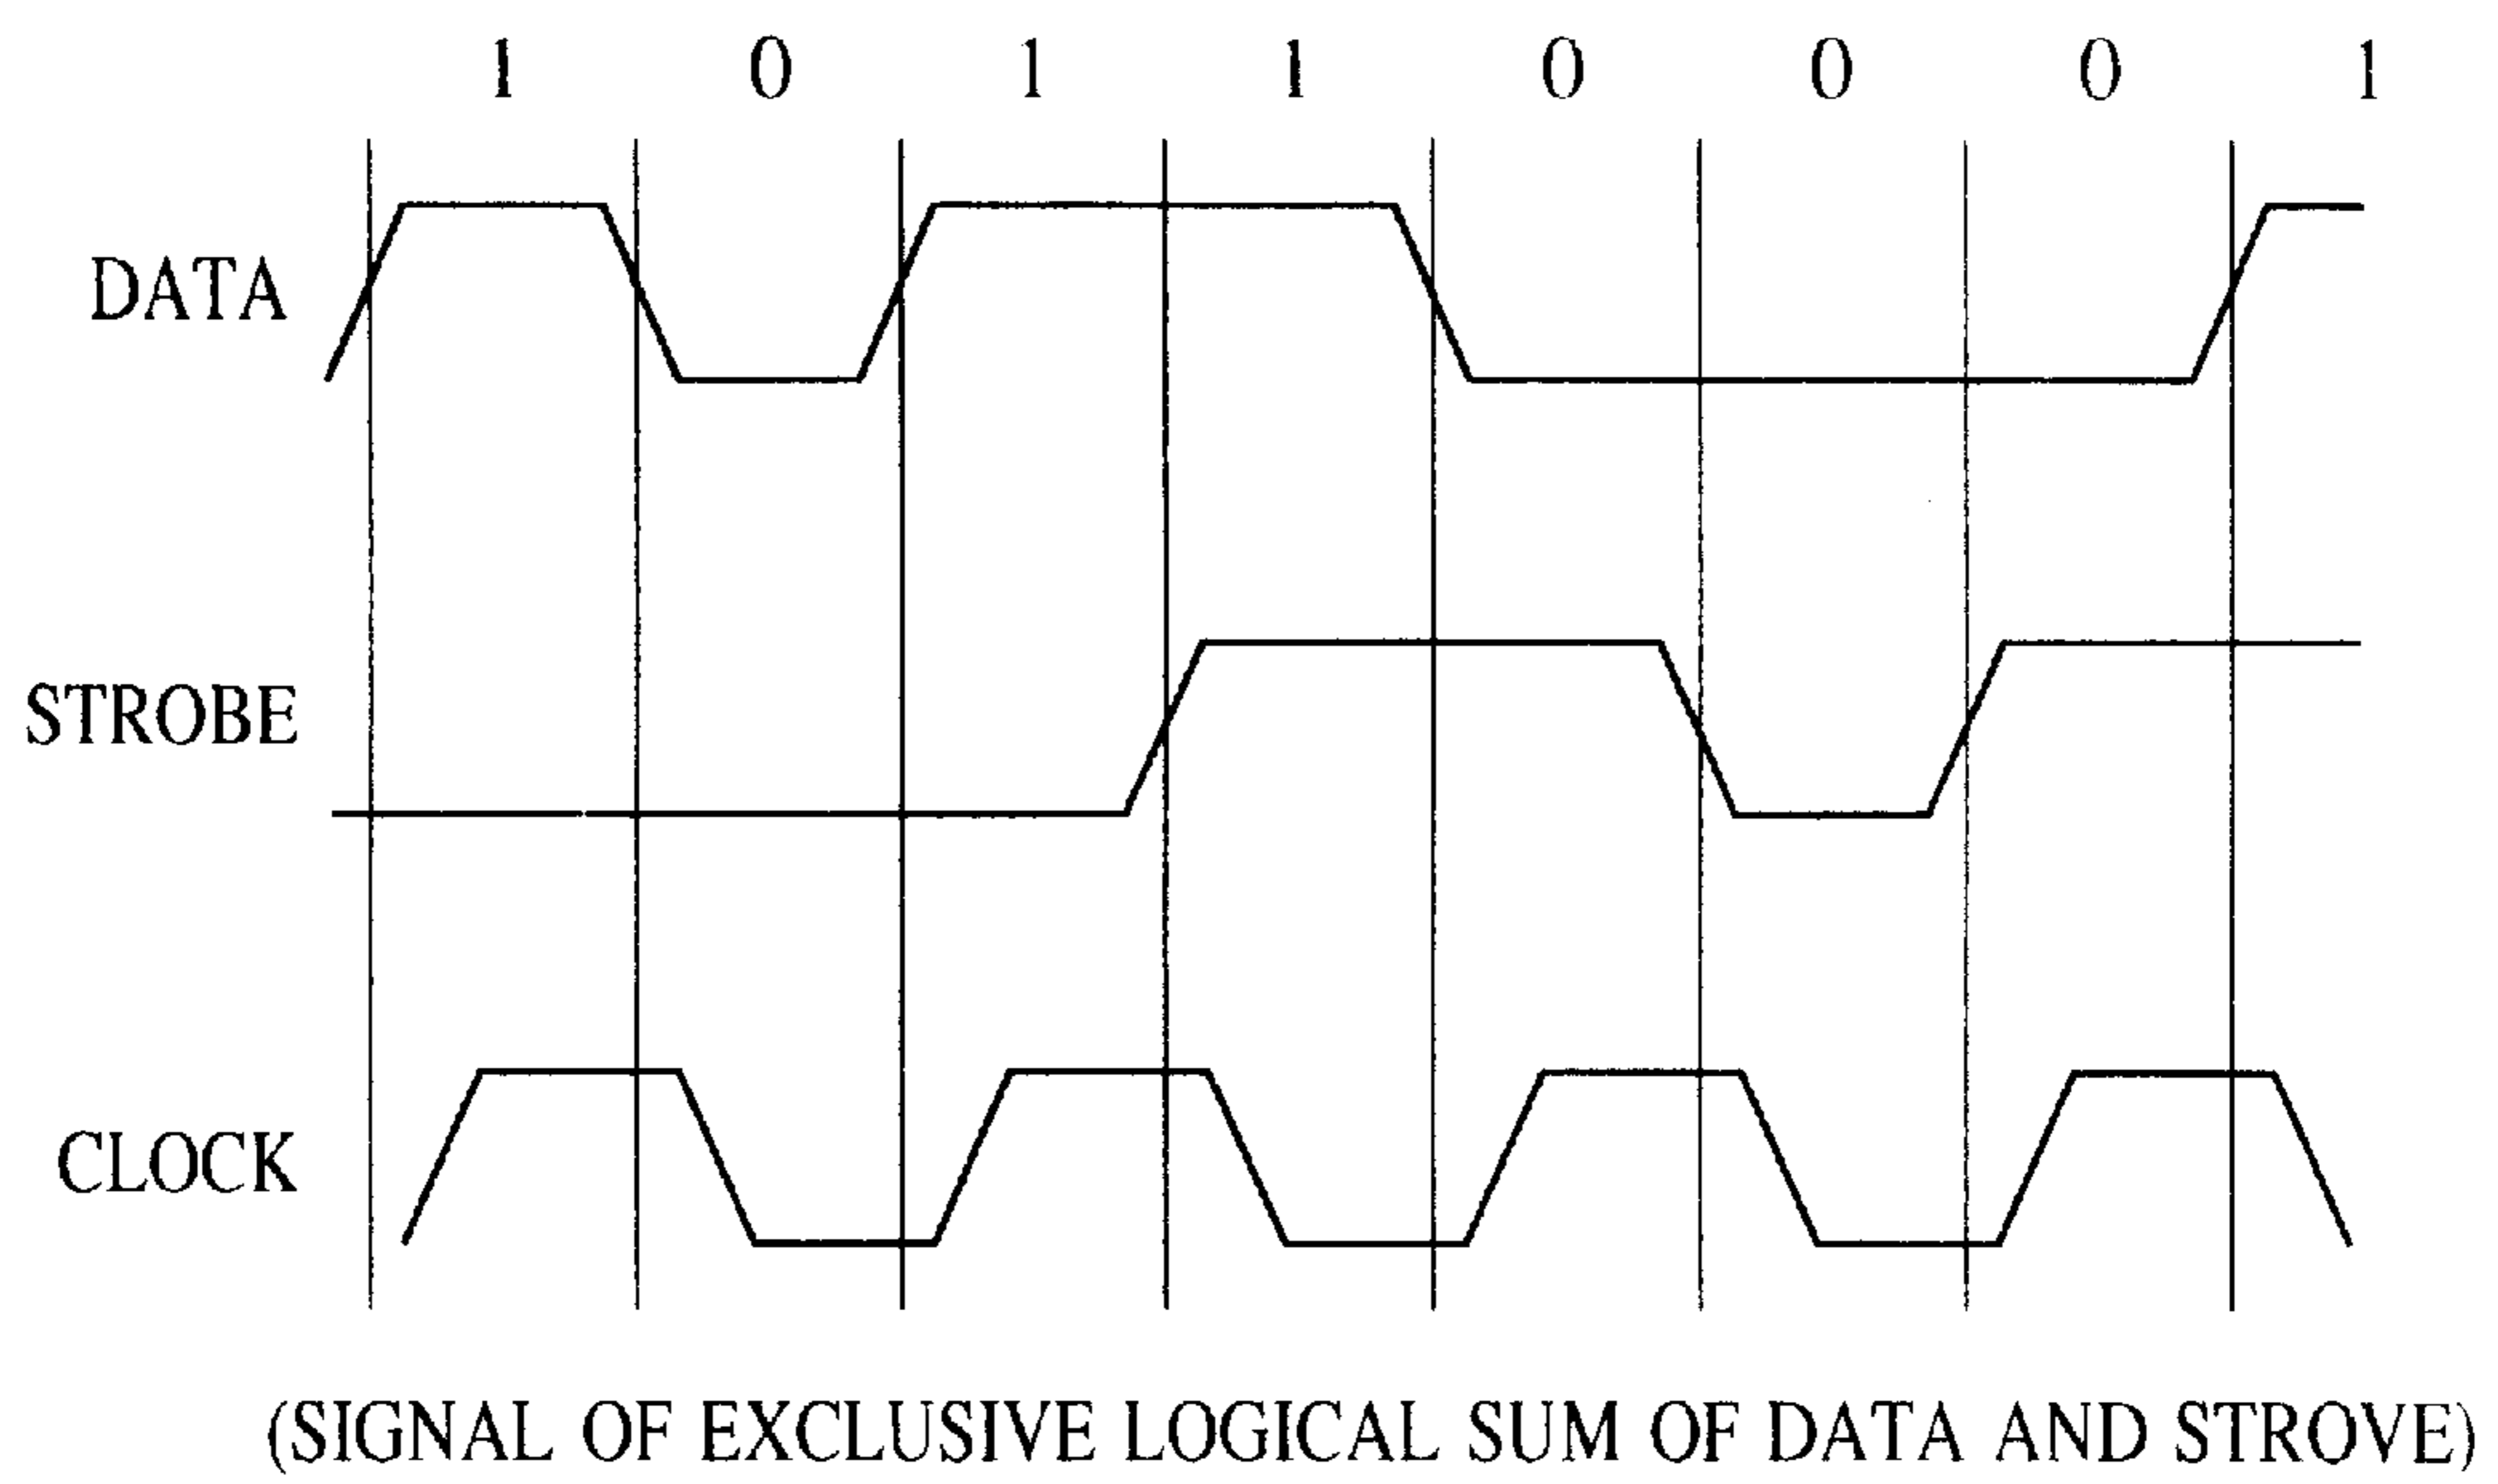 1 0 1 1 0 0 0 1
DATA
STROBE
CLOCK
(SIGNAL OF EXCLUSIVE LOGICAL SUM OF DATA AND STROVE)